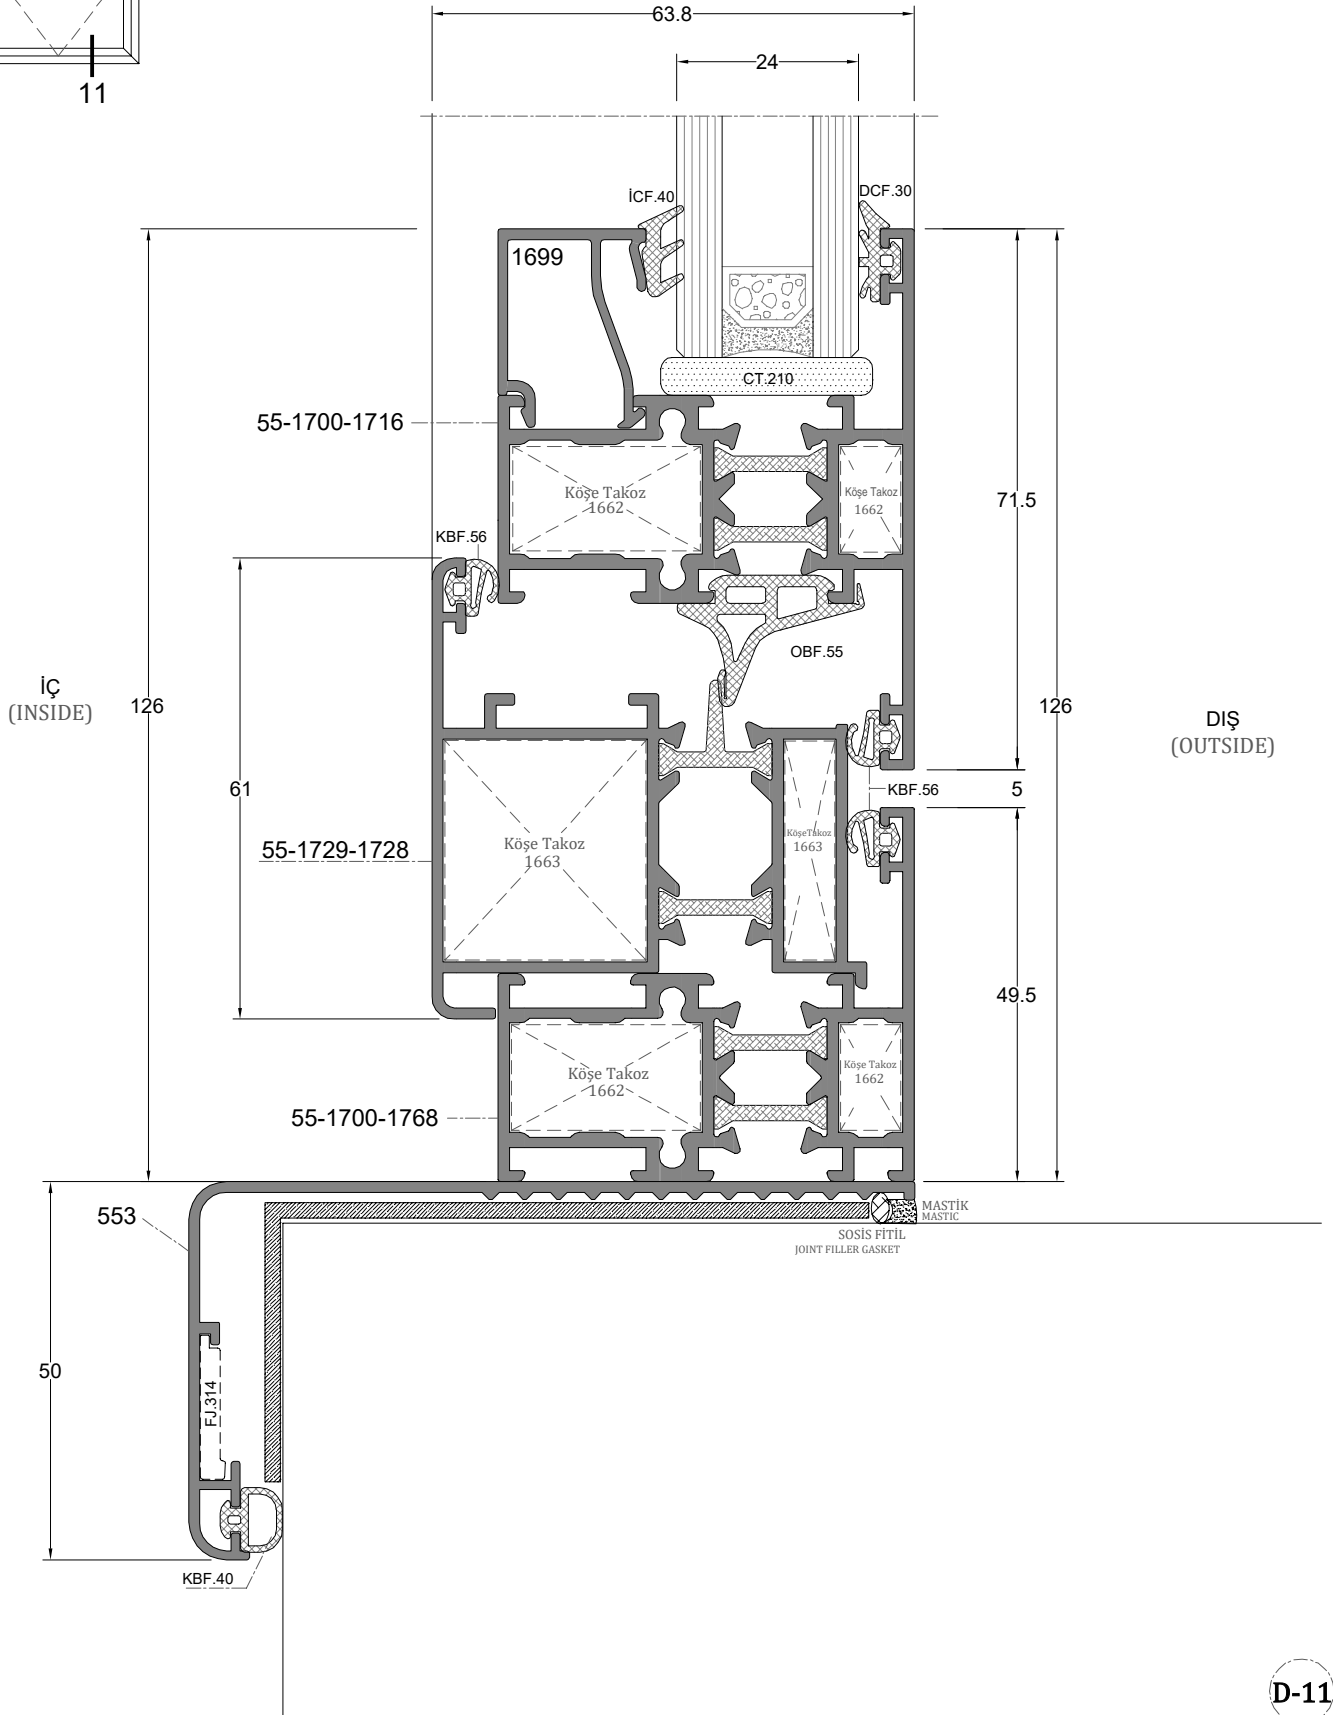 63.8
24
11
İCF.40
DCF.30
1699
CT.210
55-1700-1716
Köşe Takoz
1662
Köşe Takoz
1662
71.5
KBF.56
OBF.55
İÇ
(INSIDE)
126
126
DIŞ
(OUTSIDE)
61
KBF.56
5
55-1729-1728
Köşe Takoz
1663
KöşeTakoz
1663
49.5
Köşe Takoz
1662
Köşe Takoz
1662
55-1700-1768
553
MASTİK
MASTIC
SOSİS FİTİL
JOINT FILLER GASKET
50
FJ.314
KBF.40
D-11